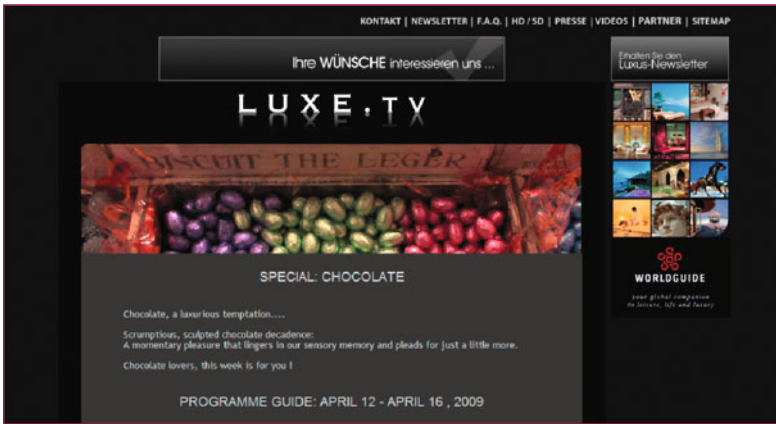 KONTAKT | NEWSLETTER | F.A.Q. | HD / SD | PRESSE | VIDEOS | PARTNER | SITEMAP
Ihre WÜNSCHE interessieren uns ...
Erhalten Sie den
Luxus-Newsletter
LUXE.TV
BISCUIT THE LEGER
SPECIAL: CHOCOLATE
WORLDGUIDE
your global companion
to leisure, life and luxury
Chocolate, a luxurious temptation....
Scrumptious, sculpted chocolate decadence:
A momentary pleasure that lingers in our sensory memory and pleads for just a little more.
Chocolate lovers, this week is for you !
PROGRAMME GUIDE: APRIL 12 - APRIL 16 , 2009